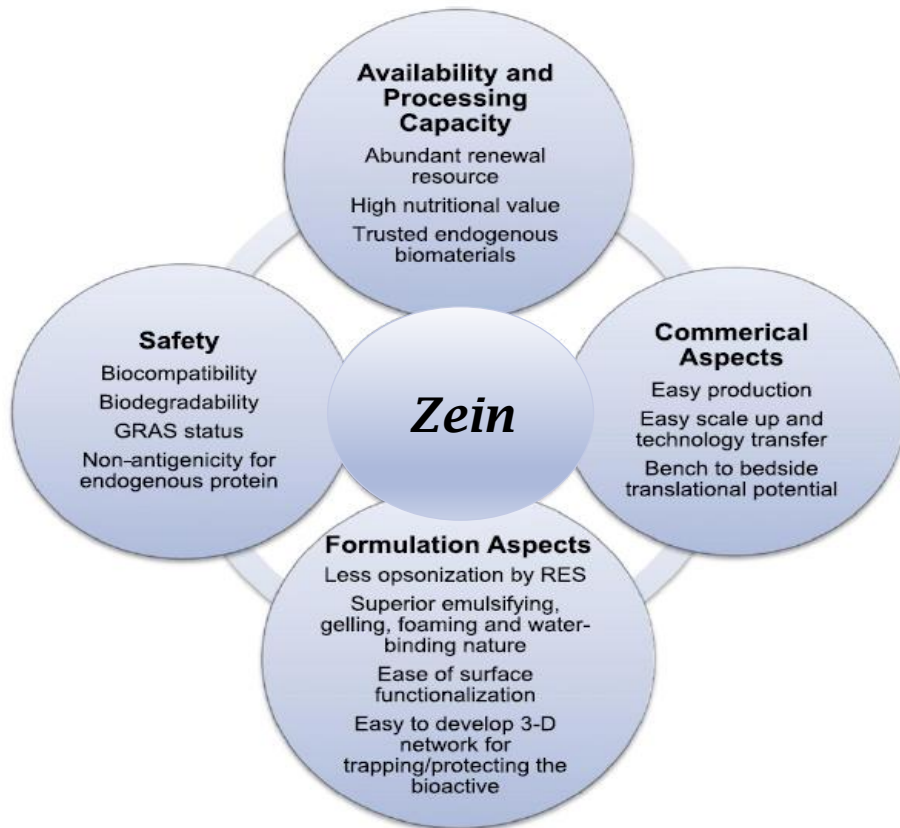 Availability and
Processing
Capacity
Abundant renewal
resource
High nutritional value
Trusted endogenous
biomaterials
Safety
Biocompatibility
Biodegradability
GRAS status
Non-antigenicity for
endogenous protein
Zein
Commerical
Aspects
Easy production
Easy scale up and
technology transfer
Bench to bedside
translational potential
Formulation Aspects
Less opsonization by RES
Superior emulsifying,
gelling, foaming and water-
binding nature
Ease of surface
functionalization
Easy to develop 3-D
network for
trapping/protecting the
bioactive